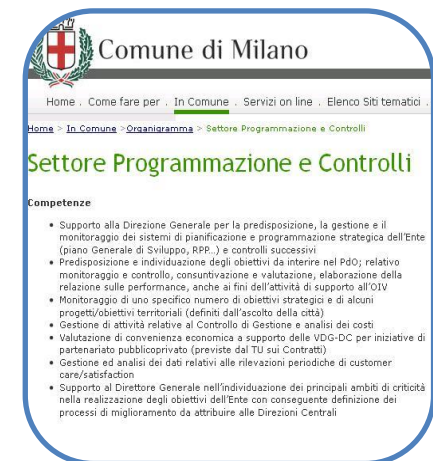 Comune di Milano
Home . Come fare per . In Comune . Servizi on line . Elenco Siti tematici .
Home > In Comune >Organigramma > Settore Programmazione e Controlli
Settore Programmazione e Controlli
Competenze
• Supporto alla Direzione Generale per la predisposizione, la gestione e il
monitoraggio dei sistemi di pianificazione e programmazione strategica dell'Ente
(piano Generale di Sviluppo, RPP...) e controlli successivi
• Predisposizione e individuazione degli obiettivi da interire nel PdO; relativo
monitoraggio e controllo, consuntivazione e valutazione, elaborazione della
relazione sulle performance, anche ai fini dell'attività di supporto all'OIV
• Monitoraggio di uno specifico numero di obiettivi strategici e di alcuni
progetti/obiettivi territoriali (definiti dall'ascolto della città)
• Gestione di attività relative al Controllo di Gestione e analisi dei costi
• Valutazione di convenienza economica a supporto delle VDG-DC per iniziative di
partenariato pubblicoprivato (previste dal TU sui Contratti)
• Gestione ed analisi dei dati relativi alle rilevazioni periodiche di customer
care/satisfaction
• Supporto al Direttore Generale nell'individuazione dei principali ambiti di criticità
nella realizzazione degli obiettivi dell'Ente con conseguente definizione dei
processi di miglioramento da attribuire alle Direzioni Centrali